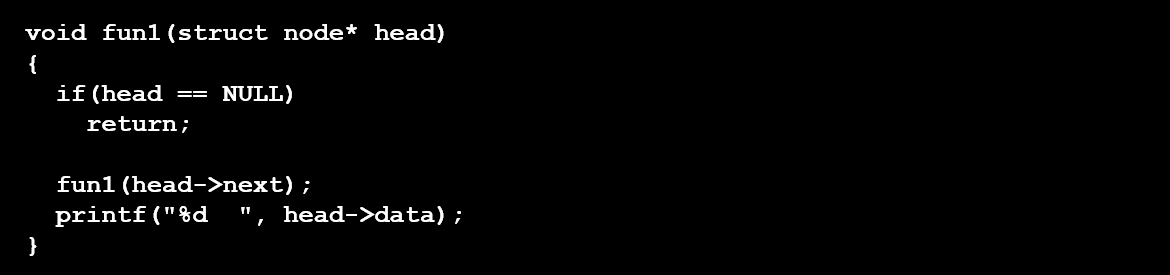 void fun1(struct node* head)
{
  if(head == NULL)
    return;

  fun1(head->next);
  printf("%d  ", head->data);
}